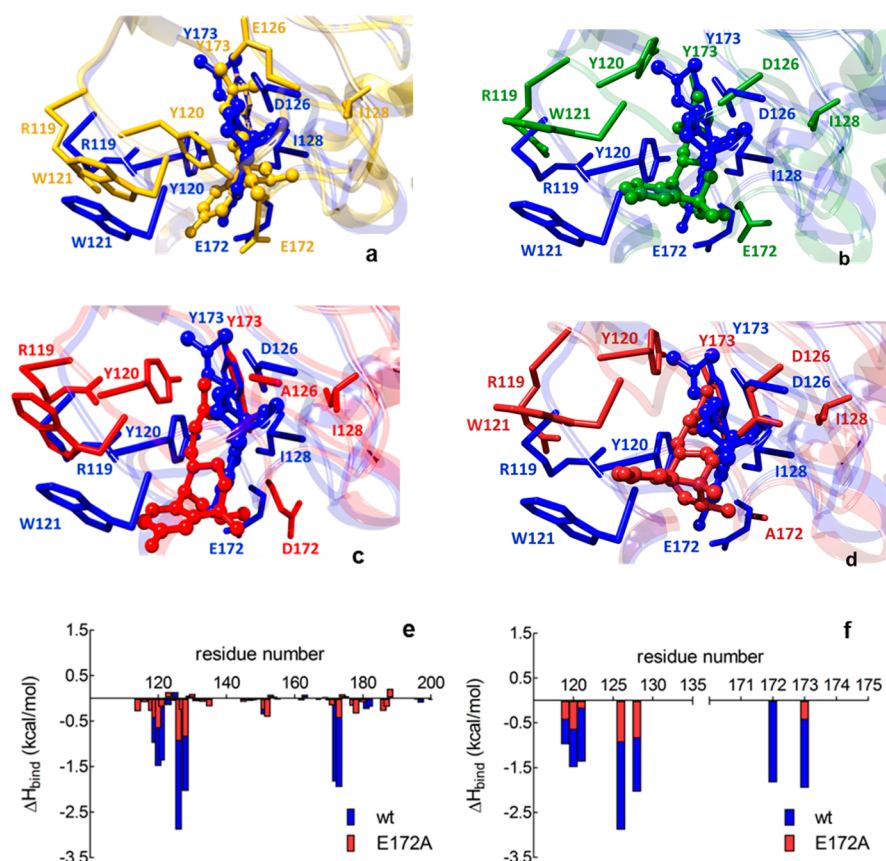 Y173
E126
Y173
Y120
D126
R119
R119
I128
W121
Y120
W121
E172
E172
a
Y173
Y120
Y173
D126
R119
W121
I128
D126
Y120
R119
I128
W121
E172
E172
b
Y173
Y173
R119
D126
Y120
A126
I128
Y120
R119
I128
W121
E172
D172
c
Y120
Y173
Y173
D126
R119
D126
W121
I128
Y120
R119
I128
W121
E172
A172
d
e
residue number
1.5
0.5
120
140
160
180
200
-0.5
-1.5
-2.5
-3.5
ΔHbind (kcal/mol)
wt
E172A
f
residue number
1.5
0.5
120
125
130
135
171
172
173
174
175
-0.5
-1.5
-2.5
-3.5
ΔHbind (kcal/mol)
wt
E172A